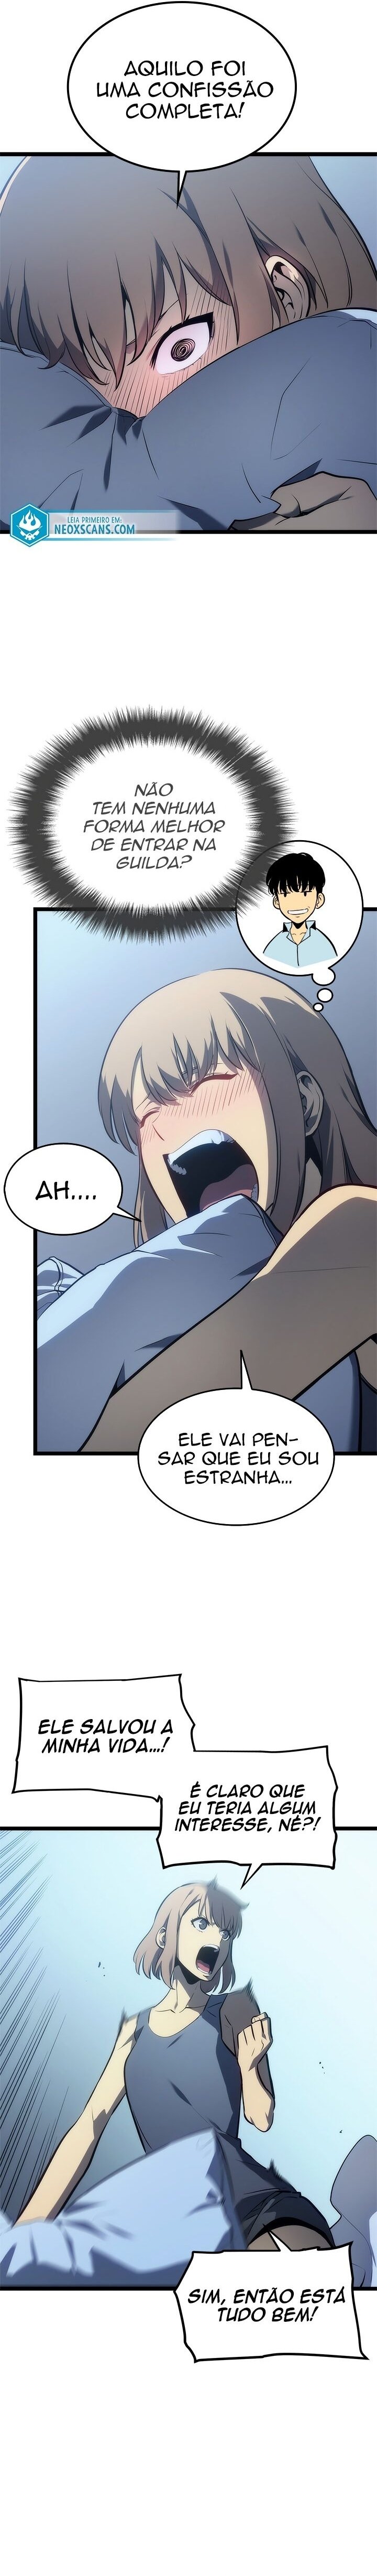 AQUILO FOI
UMA CONFISSÃO
COMPLETA!
LEIA PRIMEIRO EM:
NEOXSCANS.COM
NÃO
TEM NENHUMA
FORMA MELHOR
DE ENTRAR NA
GUILDA?
AH....
ELE VAI PEN-
SAR QUE EU SOU
ESTRANHA...
ELE SALVOU A
MINHA VIDA...!
É CLARO QUE
EU TERIA ALGUM
INTERESSE, NÉ?!
SIM, ENTÃO ESTÁ
TUDO BEM!